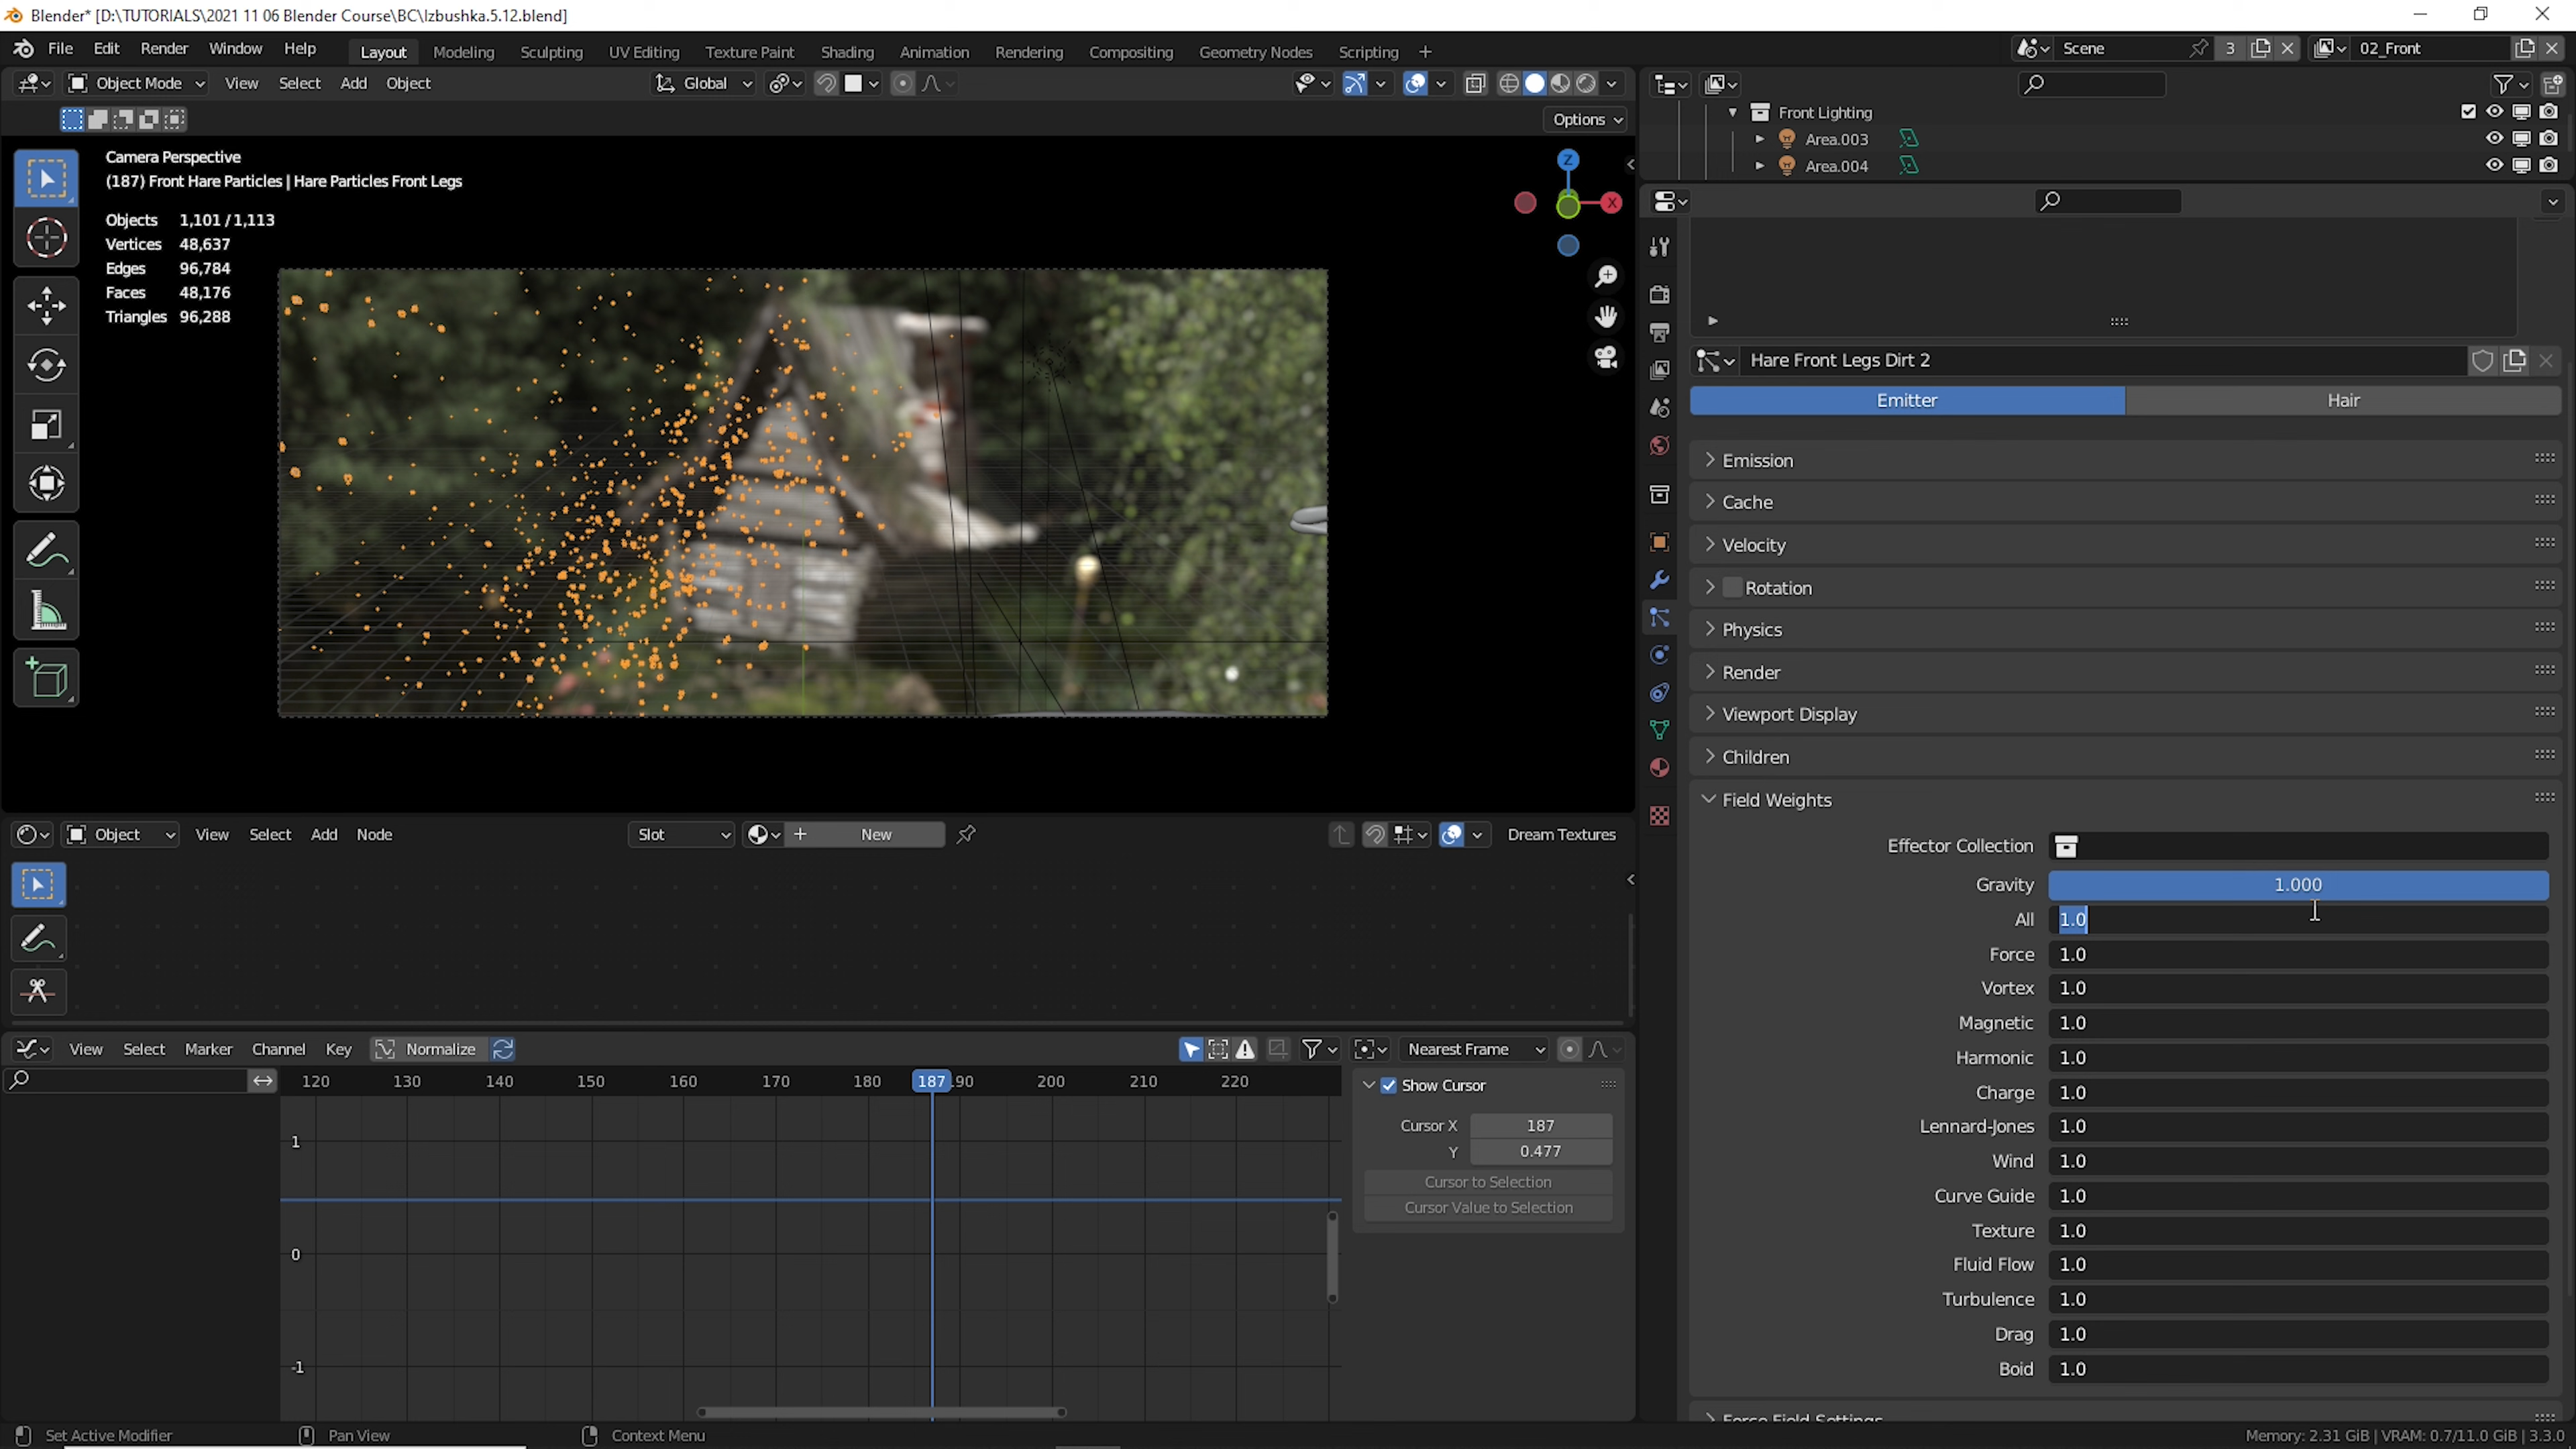 Blender* [D:\TUTORIALS\2021 11 06 Blender Course\BC\Izbushka.5.12.blend]
File Edit Render Window Help Layout Modeling Sculpting UV Editing Texture Paint Shading Animation Rendering Compositing Geometry Nodes Scripting + Scene 3 02_Front
Object Mode View Select Add Object Global
Options
Camera Perspective
(187) Front Hare Particles | Hare Particles Front Legs
Objects 1,101 / 1,113
Vertices 48,637
Edges 96,784
Faces 48,176
Triangles 96,288
Z
X
Front Lighting
Area.003
Area.004
Hare Front Legs Dirt 2
Emitter Hair
Emission
Cache
Velocity
Rotation
Physics
Render
Viewport Display
Children
Field Weights
Effector Collection
Gravity 1.000
All 1.0
Force 1.0
Vortex 1.0
Magnetic 1.0
Harmonic 1.0
Charge 1.0
Lennard-Jones 1.0
Wind 1.0
Curve Guide 1.0
Texture 1.0
Fluid Flow 1.0
Turbulence 1.0
Drag 1.0
Boid 1.0
Force Field Settings
Object View Select Add Node Slot + New Dream Textures
View Select Marker Channel Key Normalize Nearest Frame
120 130 140 150 160 170 180 187 90 200 210 220
1
0
-1
Show Cursor
Cursor X 187
Y 0.477
Cursor to Selection
Cursor Value to Selection
Set Active Modifier Pan View Context Menu Memory: 2.31 GiB | VRAM: 0.7/11.0 GiB | 3.3.0